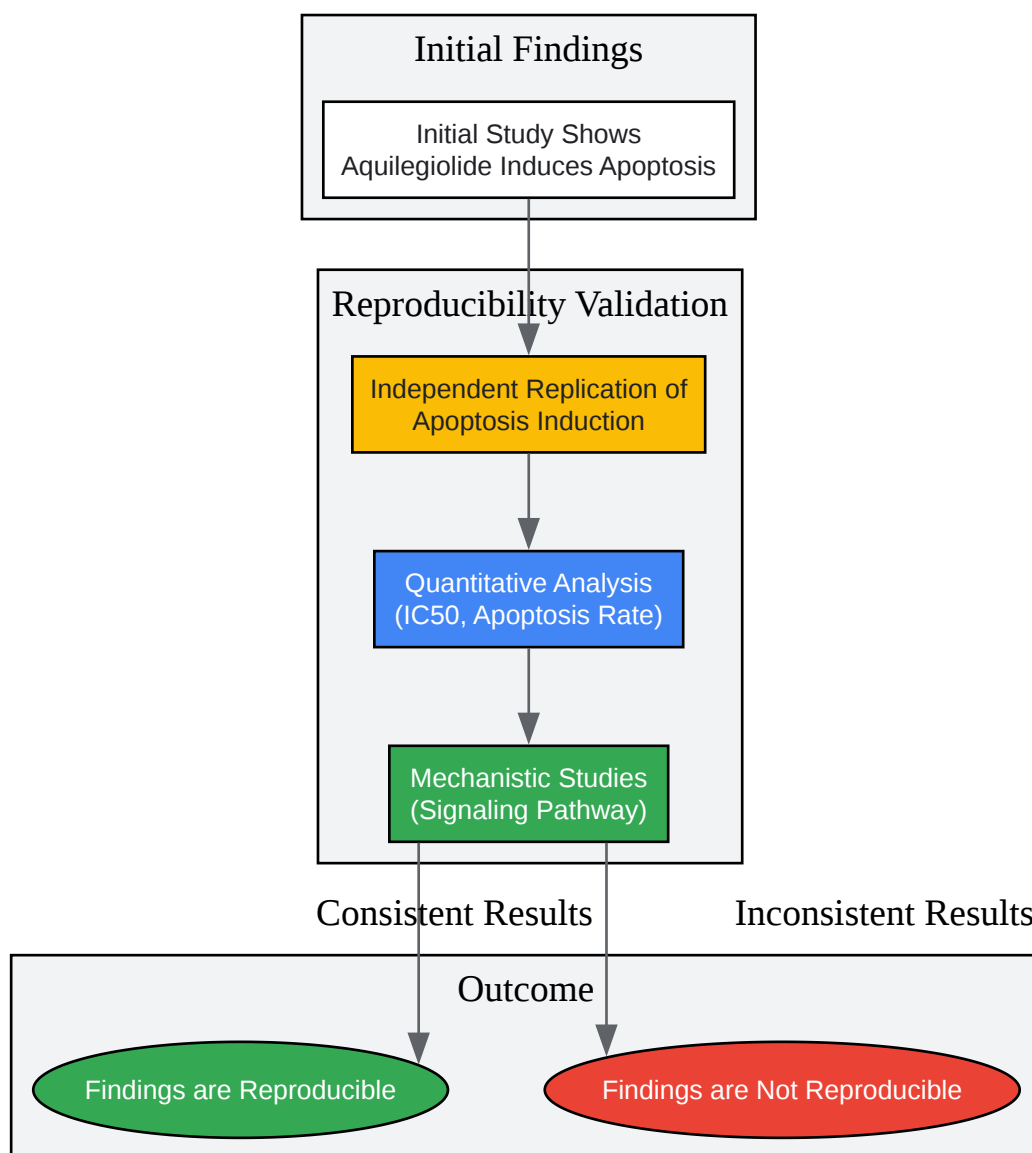 Initial Findings
Initial Study Shows
Aquilegiolide Induces Apoptosis
Reproducibility Validation
Independent Replication of
Apoptosis Induction
Quantitative Analysis
(IC50, Apoptosis Rate)
Mechanistic Studies
(Signaling Pathway)
Consistent Results
Inconsistent Results
Outcome
Findings are Reproducible
Findings are Not Reproducible